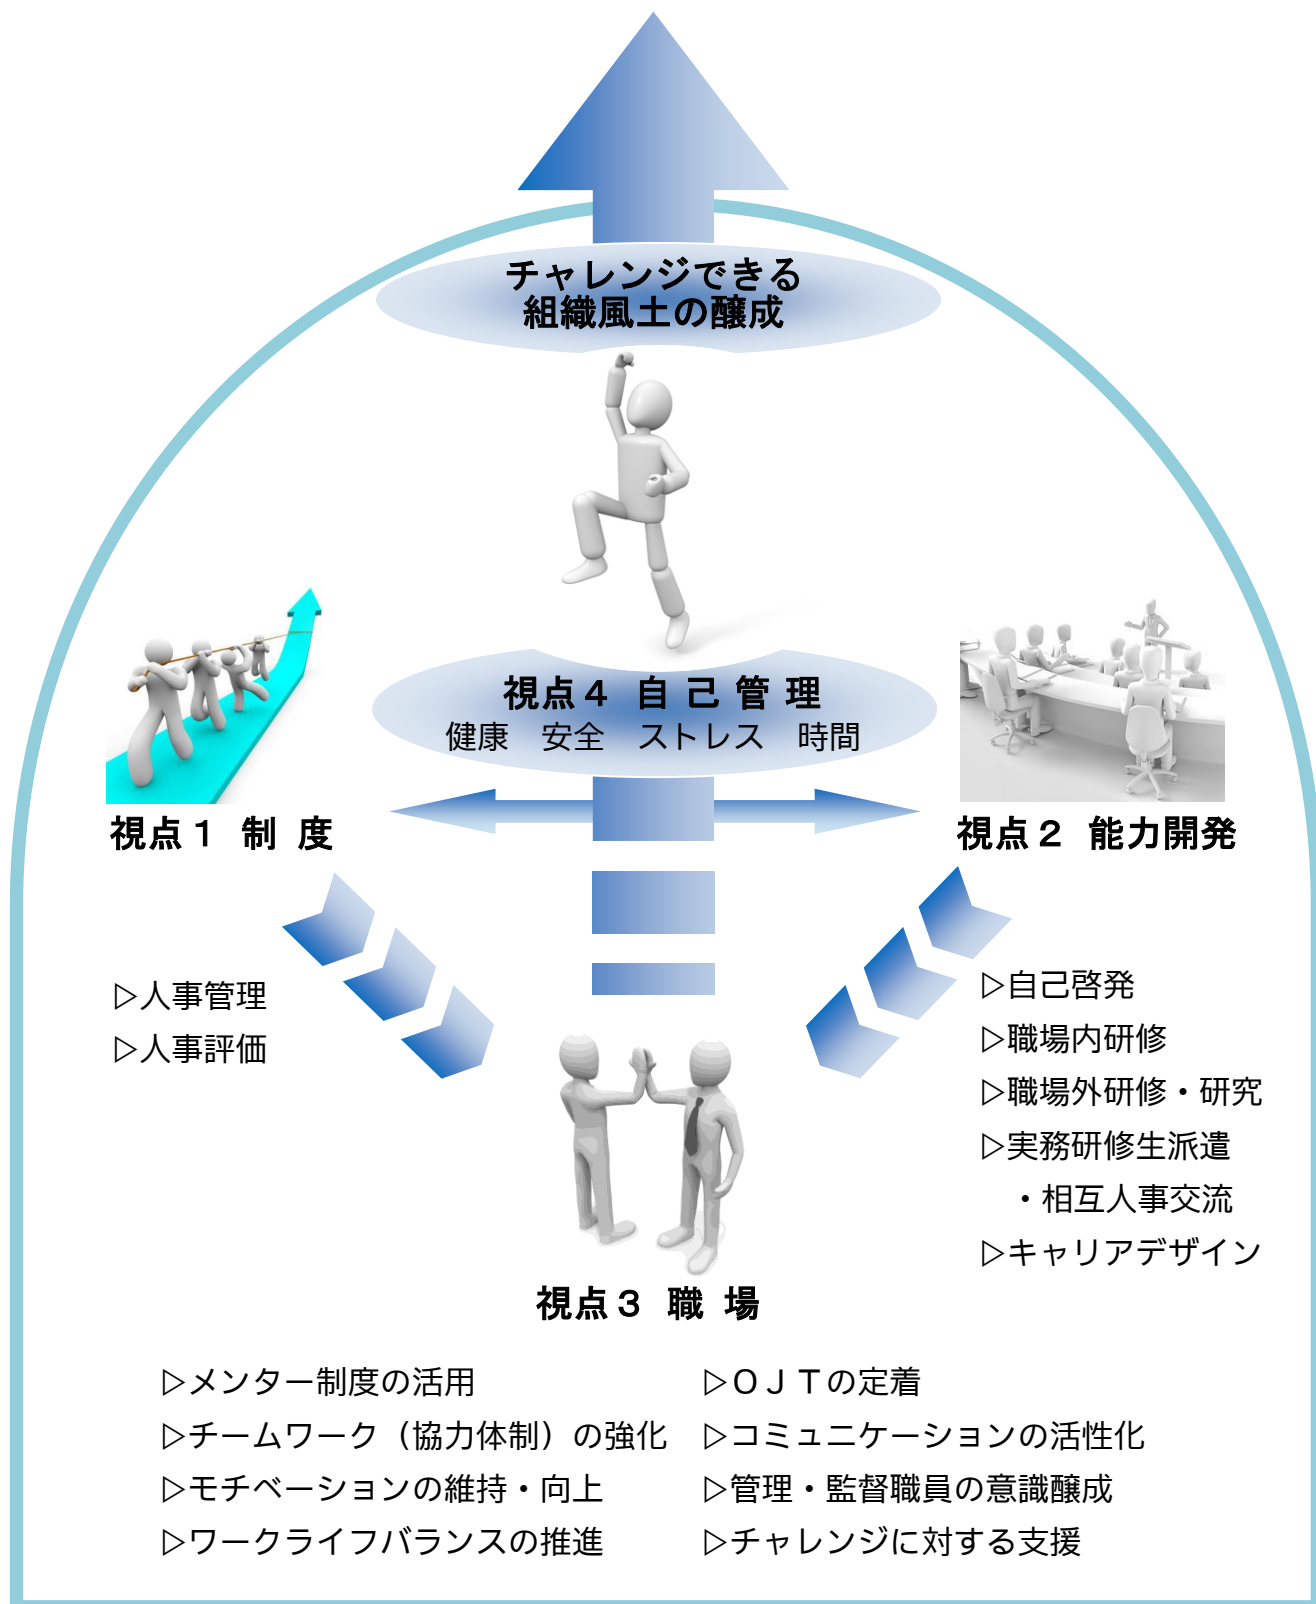 チャレンジできる
組織風土の醸成
視点４ 自 己 管 理
健康　安全　ストレス　時間
視点１ 制 度
視点２ 能力開発
▷人事管理
▷人事評価
▷自己啓発
▷職場内研修
▷職場外研修・研究
▷実務研修生派遣
・相互人事交流
▷キャリアデザイン
視点３ 職 場
▷メンター制度の活用
▷チームワーク（協力体制）の強化
▷モチベーションの維持・向上
▷ワークライフバランスの推進
▷ＯＪＴの定着
▷コミュニケーションの活性化
▷管理・監督職員の意識醸成
▷チャレンジに対する支援